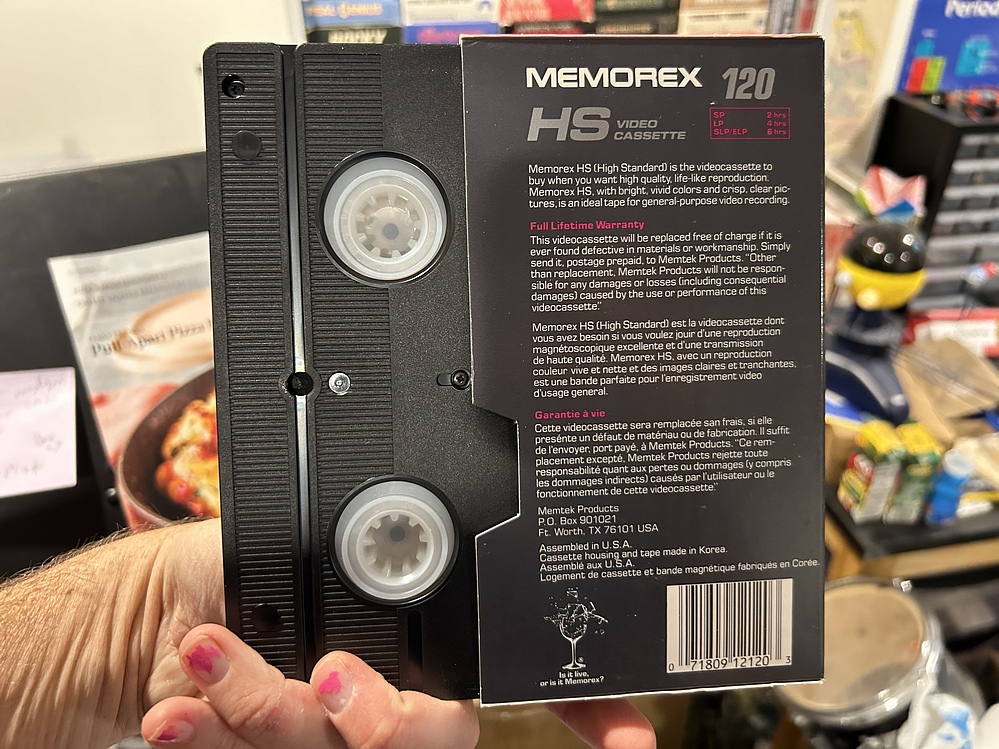 MEMOREX 120
HS VIDEO CASSETTE
SP 2 hrs
LP 4 hrs
SLP/ELP 6 hrs
Memorex HS (High Standard) is the videocassette to
buy when you want high quality, life-like reproduction.
Memorex HS, with bright, vivid colors and crisp, clear pic-
tures, is an ideal tape for general-purpose video recording.
Full Lifetime Warranty
This videocassette will be replaced free of charge if it is
ever found defective in materials or workmanship. Simply
send it, postage prepaid, to Memtek Products. "Other
than replacement, Memtek Products will not be respon-
sible for any damages or losses (including consequential
damages) caused by the use or performance of this
videocassette."
Memorex HS (High Standard) est la videocassette dont
vous avez besoin si vous voulez jouir d'une reproduction
magnétoscopique excellente et d'une transmission
de haute qualité. Memorex HS, avec un reproduction
couleur vive et nette et des images claires et tranchantes,
est une bande parfaite pour l'enregistrement video
d'usage general.
Garantie à vie
Cette videocassette sera remplacée san frais, si elle
présente un défaut de matériau ou de fabrication. Il suffit
de l'envoyer, port payé, à Memtek Products. "Ce rem-
placement excepté, Memtek Products rejette toute
responsabilité quant aux pertes ou dommages (y compris
les dommages indirects) causés par l'utilisateur ou le
fonctionnement de cette videocassette."
Memtek Products
P.O. Box 901021
Ft. Worth, TX 76101 USA
Assembled in U.S.A.
Cassette housing and tape made in Korea.
Assemblé aux U.S.A.
Logement de cassette et bande magnétique fabriqués en Corée.
Is it live,
or is it Memorex?
0 71809 12120 3
Pull-Apart Pizza
Period